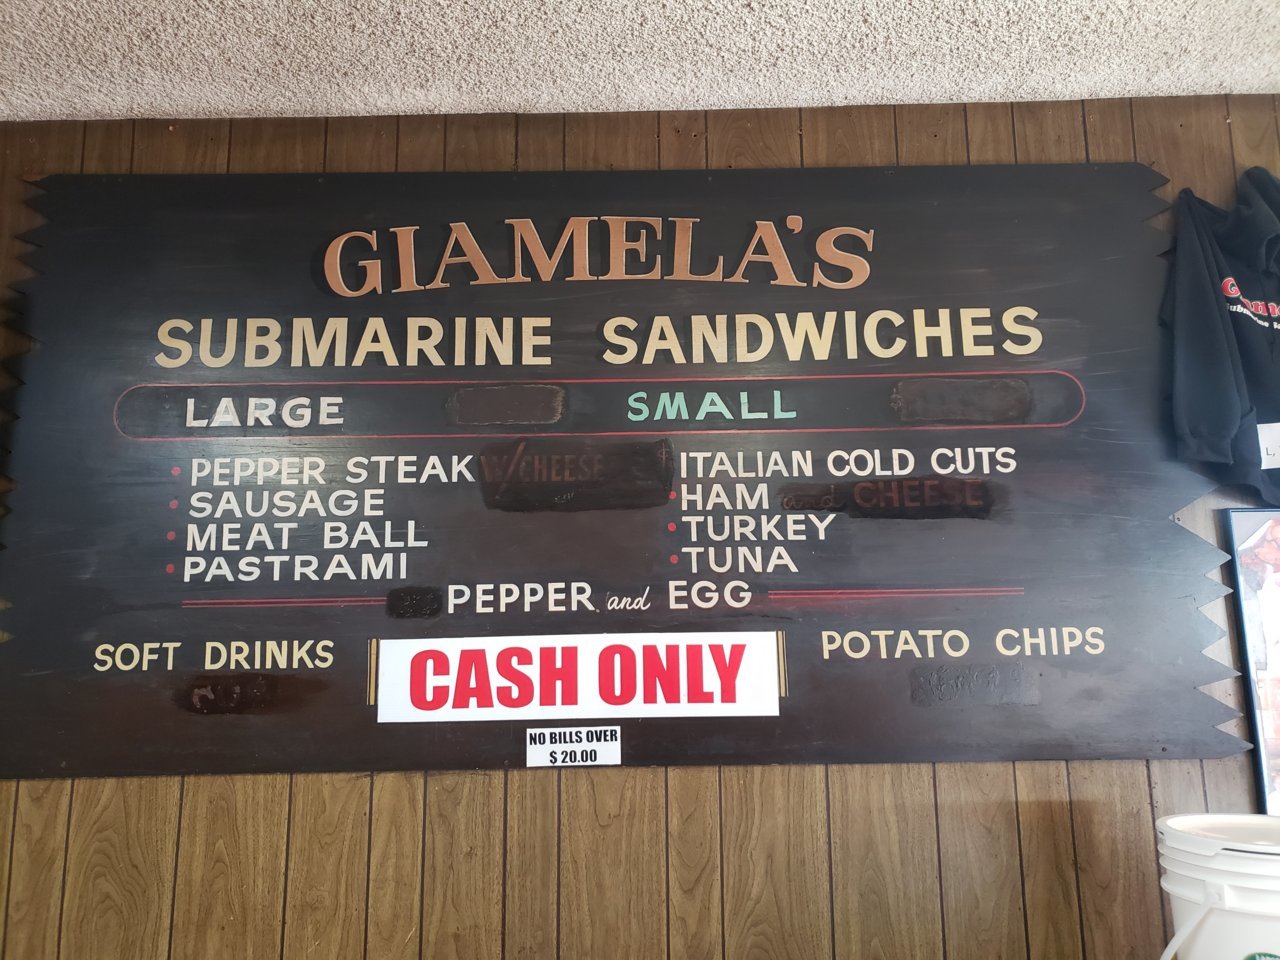 GIAMELA'S
SUBMARINE SANDWICHES
LARGE SMALL
PEPPER STEAK W/CHEESE
SAUSAGE
MEAT BALL
PASTRAMI
ITALIAN COLD CUTS
HAM and CHEESE
TURKEY
TUNA
PEPPER and EGG
SOFT DRINKS
POTATO CHIPS
CASH ONLY
NO BILLS OVER
$ 20.00